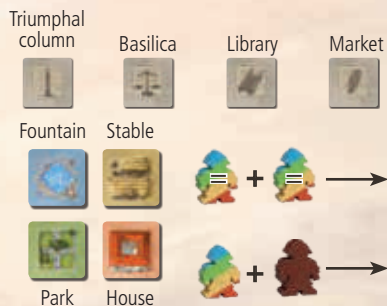 Triumphal
column Basilica Library Market
Fountain Stable
= + =
+
Park House